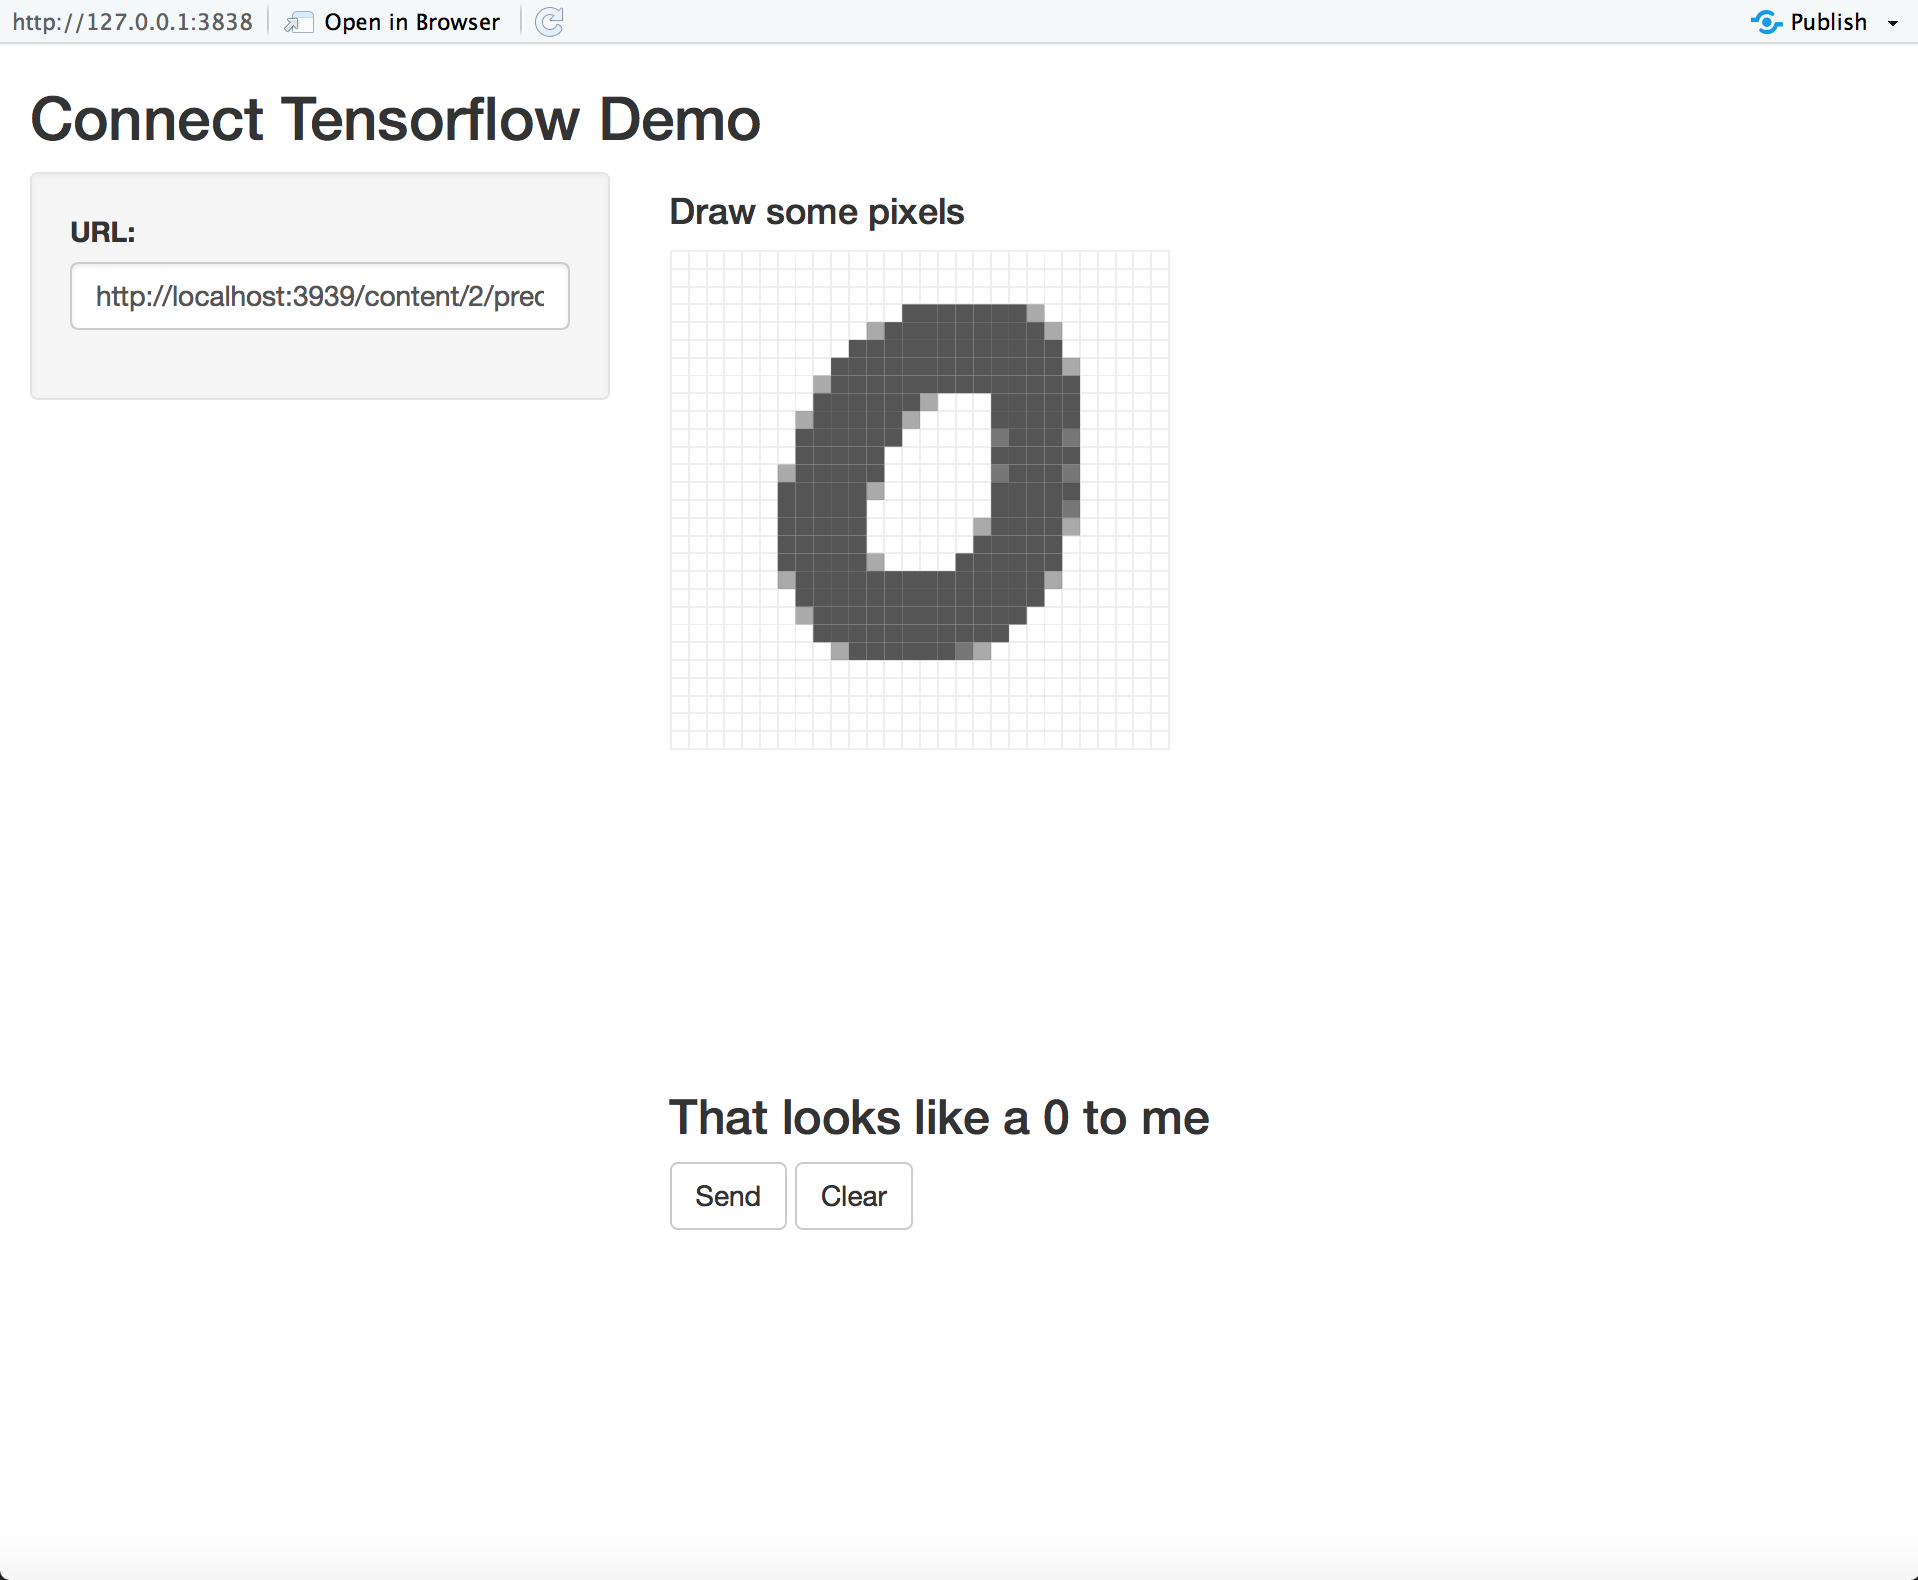 http://127.0.0.1:3838 Open in Browser Publish
Connect Tensorflow Demo
URL:
http://localhost:3939/content/2/prec
Draw some pixels
0
That looks like a 0 to me
Send Clear